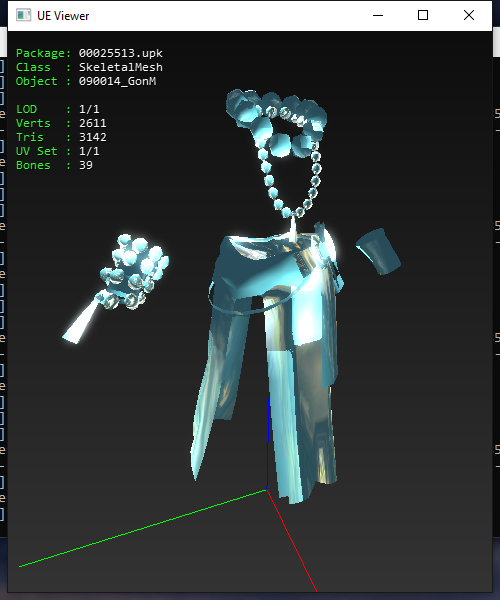 UE Viewer
Package: 00025513.upk
Class  : SkeletalMesh
Object : 090014_GonM
LOD    : 1/1
Verts  : 2611
Tris   : 3142
UV Set : 1/1
Bones  : 39